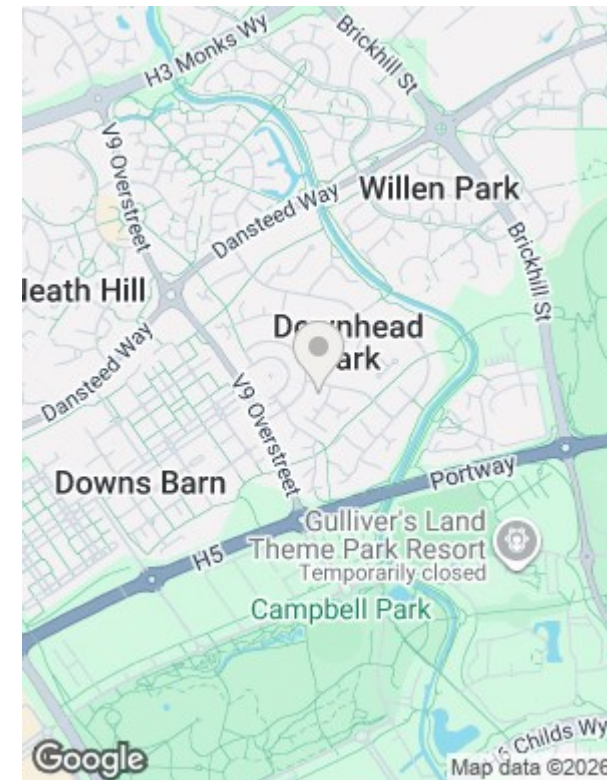 H3 Monks Wy
Brickhill St
V9 Overstreet
Willen Park
Dansteed Way
Brickhill St
Heath Hill
Downhead
Park
Dansteed Way
V9 Overstreet
Downs Barn
Portway
Gulliver's Land
Theme Park Resort
Temporarily closed
H5
Campbell Park
Childs Wy
Google
Map data ©2026